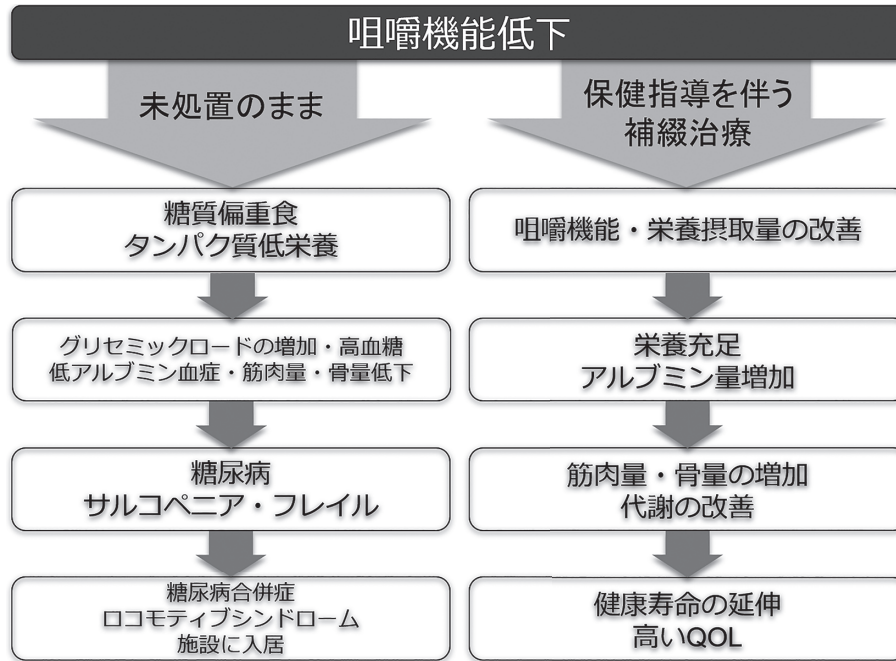 咀嚼機能低下
未処置のまま
糖質偏重食
タンパク質低栄養
グリセミックロードの増加・高血糖
低アルブミン血症・筋肉量・骨量低下
糖尿病
サルコペニア・フレイル
糖尿病合併症
ロコモティブシンドローム
施設に入居
保健指導を伴う
補綴治療
咀嚼機能・栄養摂取量の改善
栄養充足
アルブミン量増加
筋肉量・骨量の増加
代謝の改善
健康寿命の延伸
高いQOL